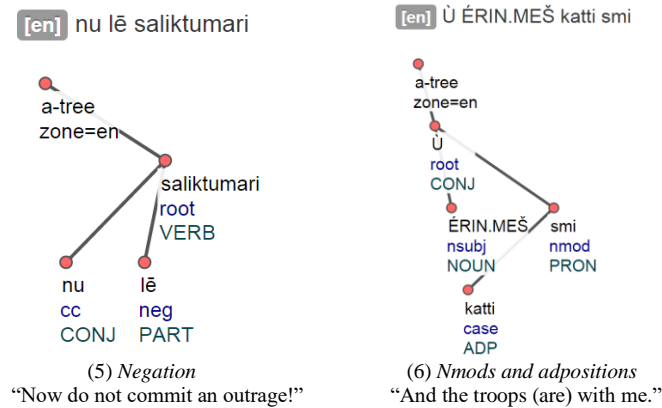 [en] nu lē saliktumari
a-tree
zone=en
saliktumari
root
VERB
nu
cc
CONJ
lē
neg
PART
(5) Negation
“Now do not commit an outrage!”
[en] Ù ÉRIN.MEŠ katti smi
a-tree
zone=en
Ù
root
CONJ
ÉRIN.MEŠ
nsubj
NOUN
smi
nmod
PRON
katti
case
ADP
(6) Nmods and adpositions
“And the troops (are) with me.”